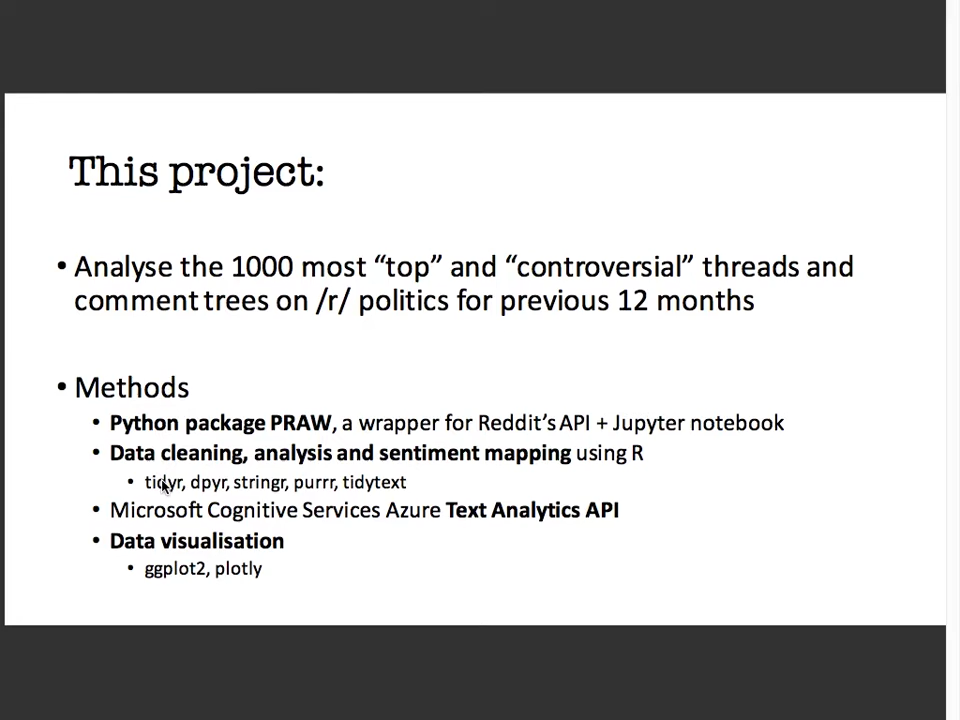 This project:
• Analyse the 1000 most “top” and “controversial” threads and
comment trees on /r/ politics for previous 12 months
• Methods
• Python package PRAW, a wrapper for Reddit’s API + Jupyter notebook
• Data cleaning, analysis and sentiment mapping using R
• tidyr, dpyr, stringr, purrr, tidytext
• Microsoft Cognitive Services Azure Text Analytics API
• Data visualisation
• ggplot2, plotly